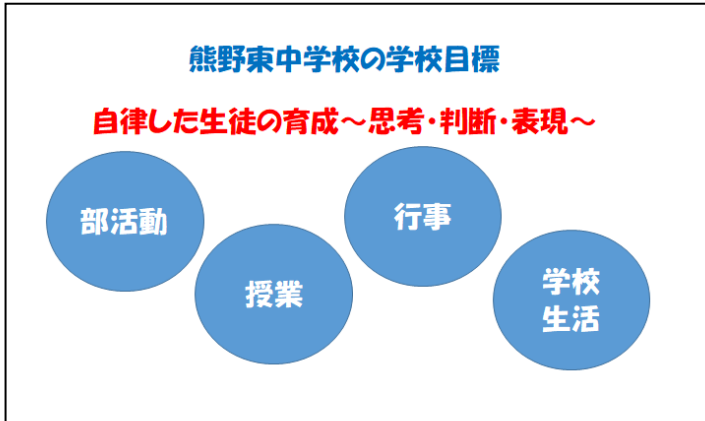 熊野東中学校の学校目標
自律した生徒の育成～思考・判断・表現～
部活動
授業
行事
学校
生活